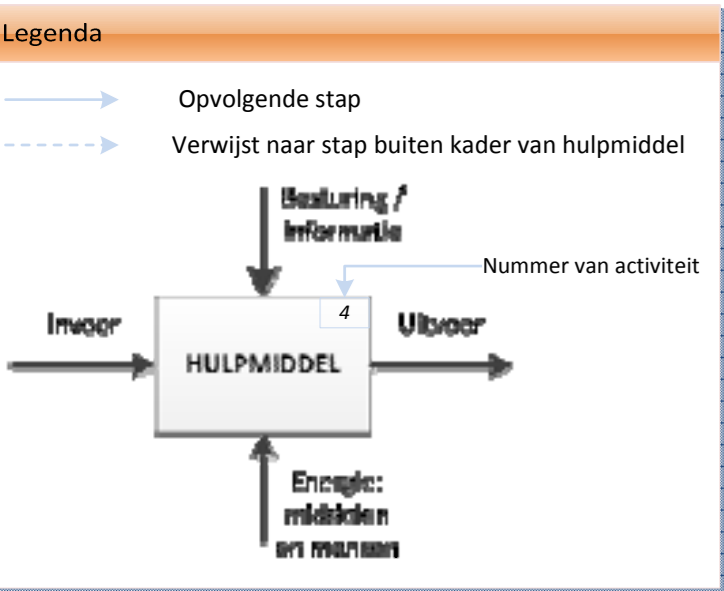 Legenda
Opvolgende stap
Verwijst naar stap buiten kader van hulpmiddel
Besturing /
informatie
Nummer van activiteit
4
Invoer
Uitvoer
HULPMIDDEL
Energie:
middelen
en mensen